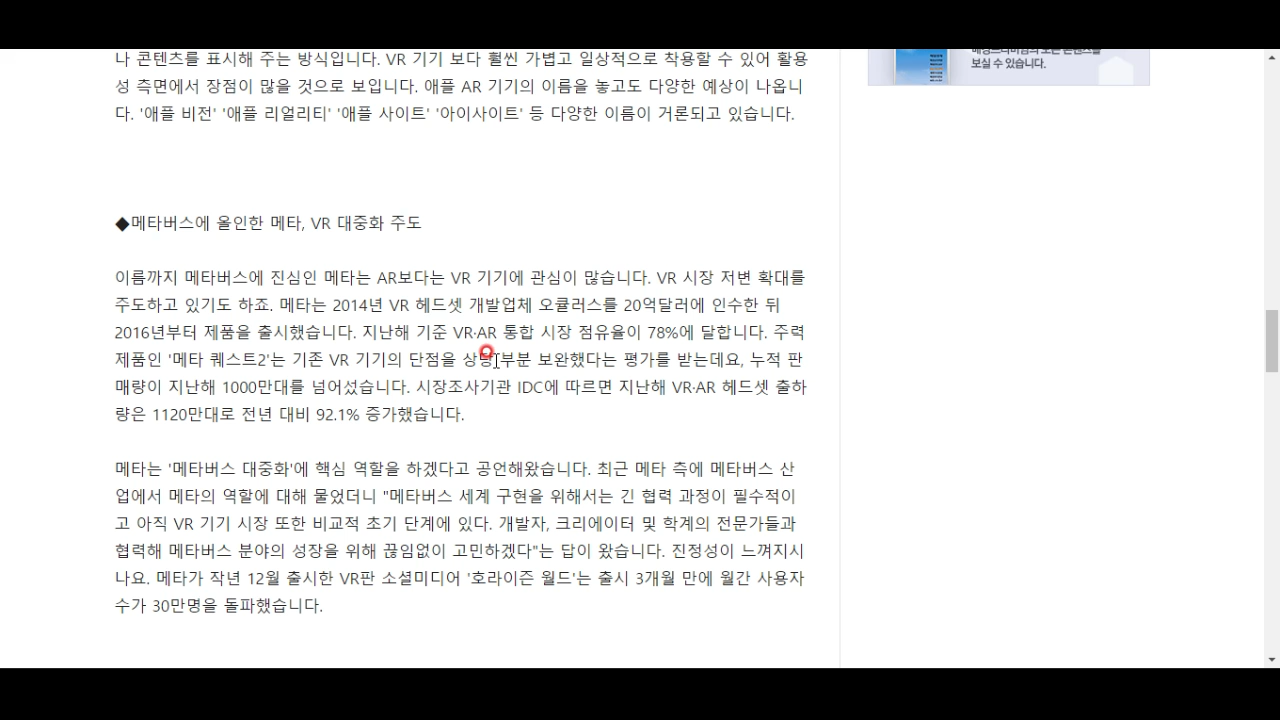 나 콘텐츠를 표시해 주는 방식입니다. VR 기기 보다 훨씬 가볍고 일상적으로 착용할 수 있어 활용
성 측면에서 장점이 많을 것으로 보입니다. 애플 AR 기기의 이름을 놓고도 다양한 예상이 나옵니
다. '애플 비전' '애플 리얼리티' '애플 사이트' '아이사이트' 등 다양한 이름이 거론되고 있습니다.
보실 수 있습니다.
◆메타버스에 올인한 메타, VR 대중화 주도
이름까지 메타버스에 진심인 메타는 AR보다는 VR 기기에 관심이 많습니다. VR 시장 저변 확대를
주도하고 있기도 하죠. 메타는 2014년 VR 헤드셋 개발업체 오큘러스를 20억달러에 인수한 뒤
2016년부터 제품을 출시했습니다. 지난해 기준 VR·AR 통합 시장 점유율이 78%에 달합니다. 주력
제품인 '메타 퀘스트2'는 기존 VR 기기의 단점을 상당 부분 보완했다는 평가를 받는데요, 누적 판
매량이 지난해 1000만대를 넘어섰습니다. 시장조사기관 IDC에 따르면 지난해 VR·AR 헤드셋 출하
량은 1120만대로 전년 대비 92.1% 증가했습니다.
메타는 '메타버스 대중화'에 핵심 역할을 하겠다고 공언해왔습니다. 최근 메타 측에 메타버스 산
업에서 메타의 역할에 대해 물었더니 "메타버스 세계 구현을 위해서는 긴 협력 과정이 필수적이
고 아직 VR 기기 시장 또한 비교적 초기 단계에 있다. 개발자, 크리에이터 및 학계의 전문가들과
협력해 메타버스 분야의 성장을 위해 끊임없이 고민하겠다"는 답이 왔습니다. 진정성이 느껴지시
나요. 메타가 작년 12월 출시한 VR판 소셜미디어 '호라이즌 월드'는 출시 3개월 만에 월간 사용자
수가 30만명을 돌파했습니다.